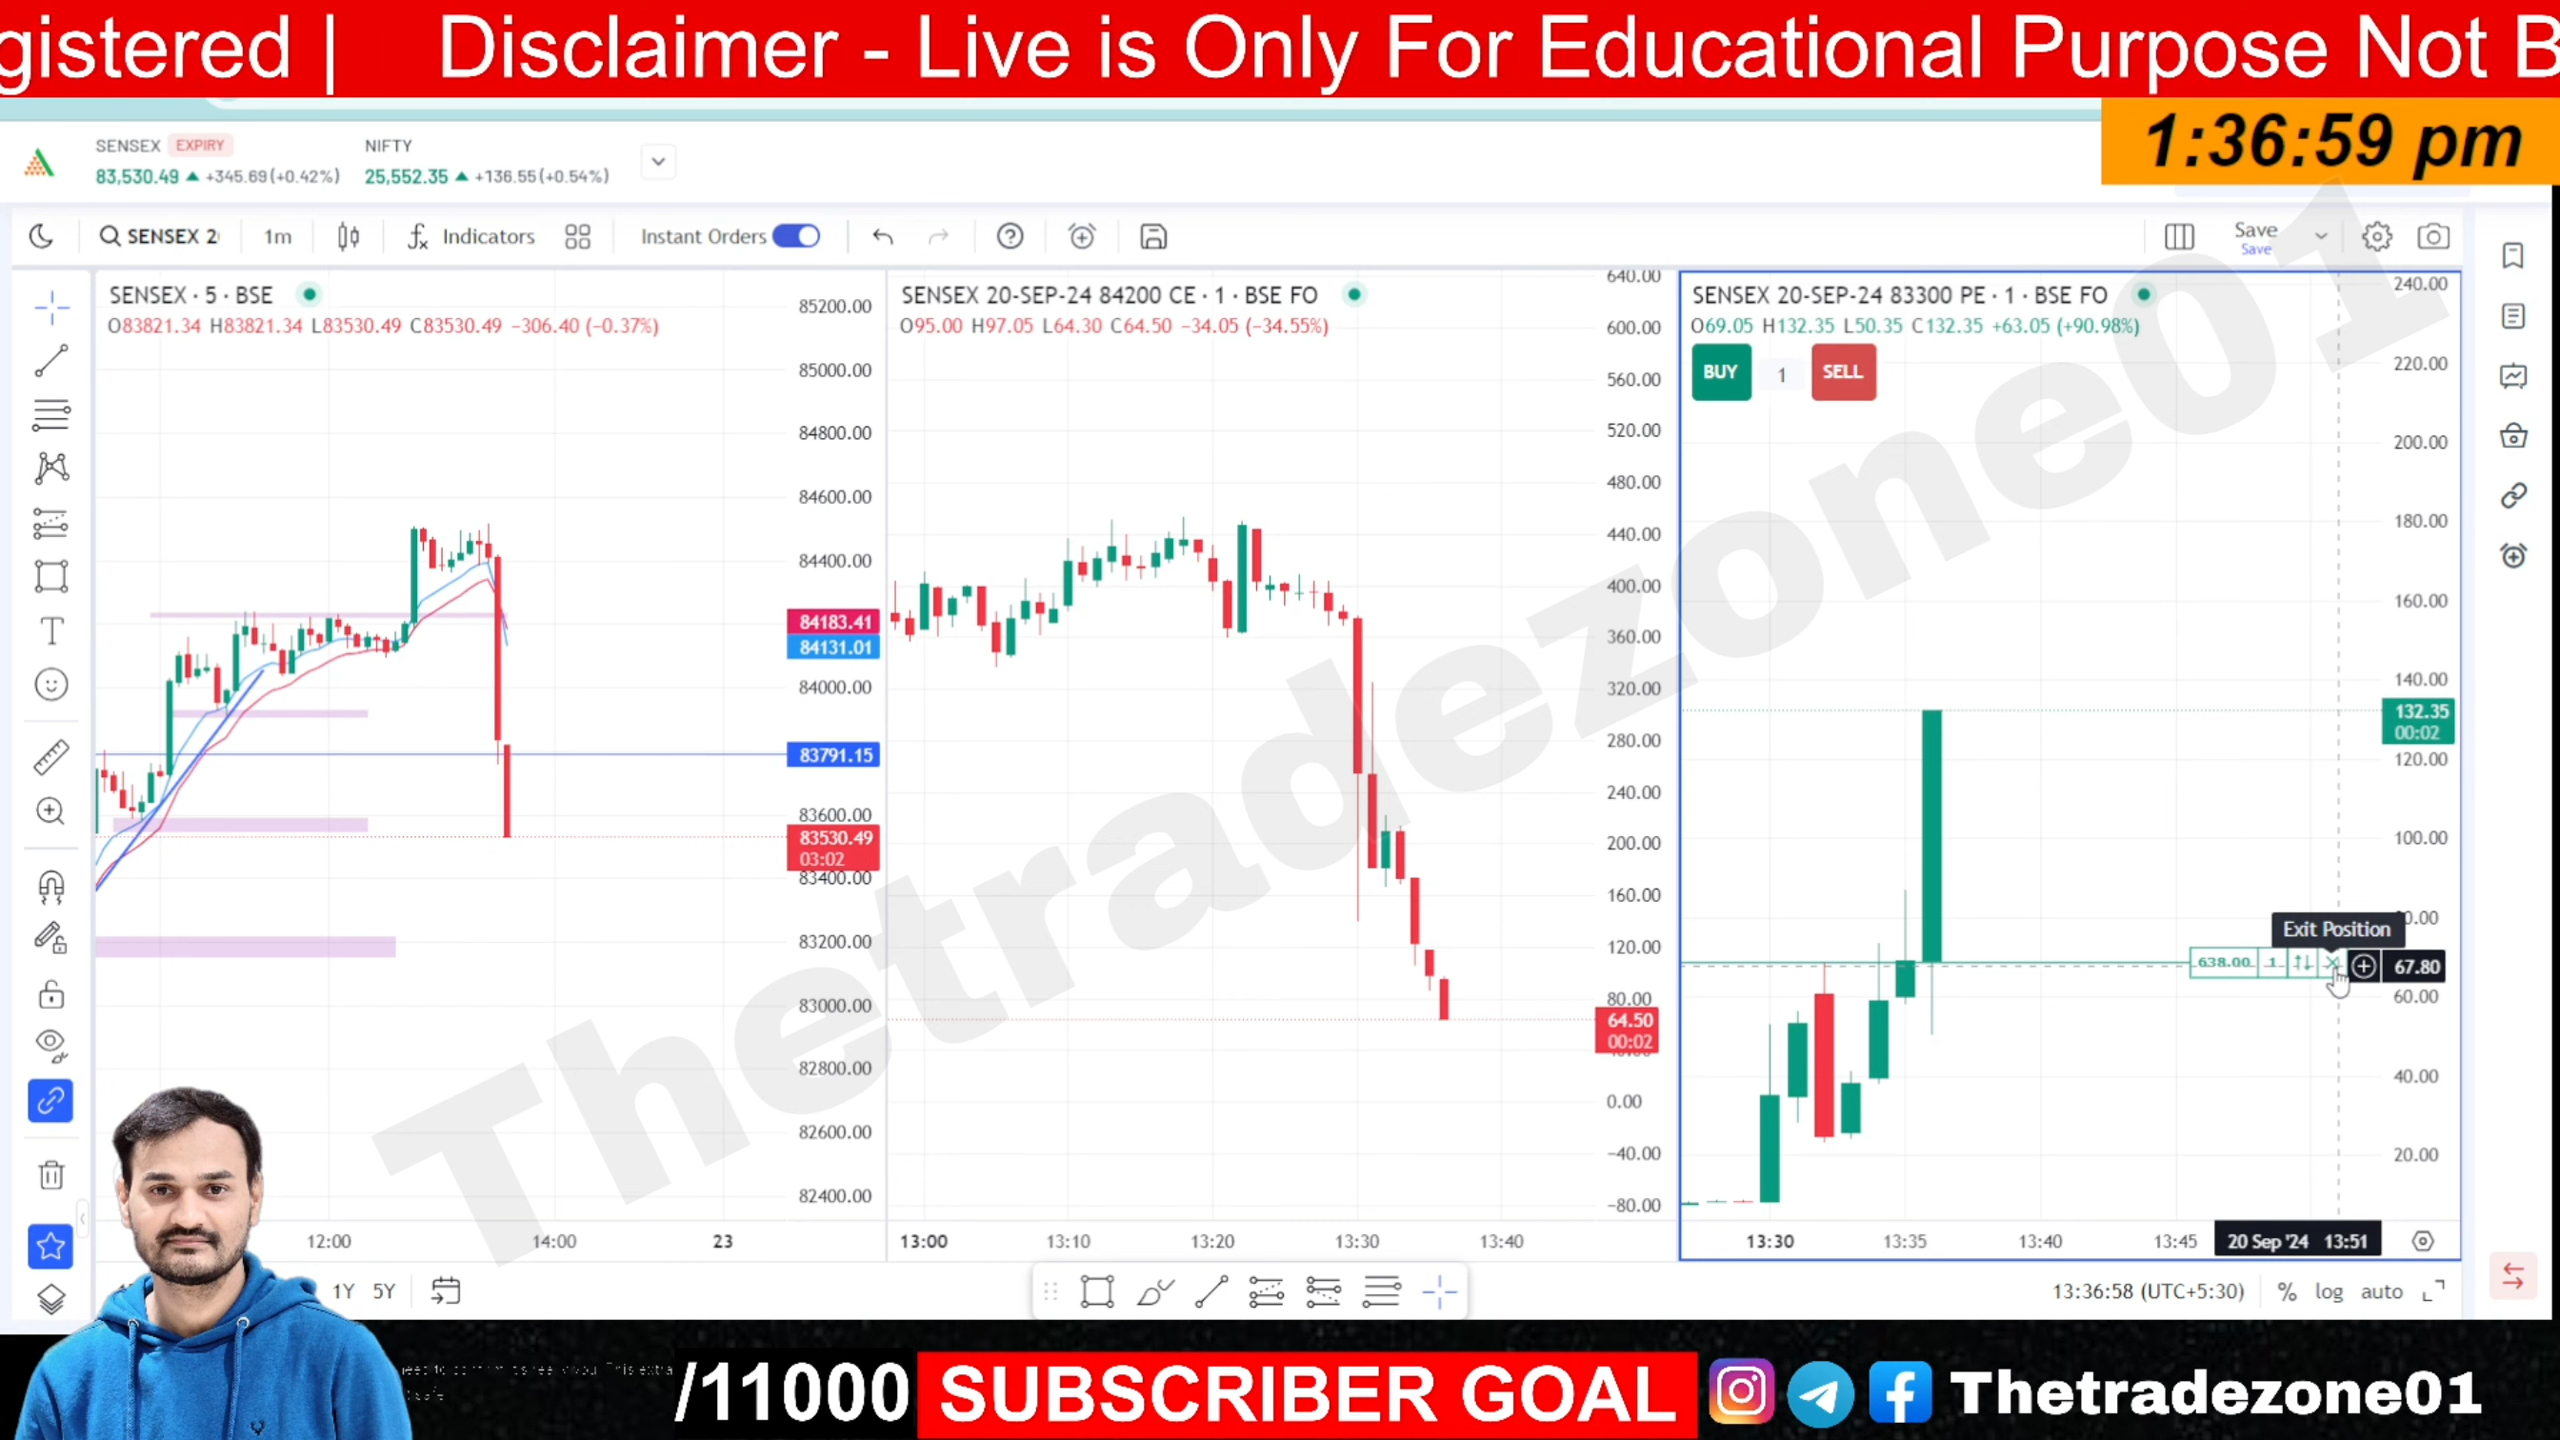 gistered |    Disclaimer - Live is Only For Educational Purpose Not B
1:36:59 pm
SENSEX EXPIRY
83,530.49 ▲ +345.69(+0.42%)
NIFTY
25,552.35 ▲ +136.55(+0.54%)
SENSEX 2
1m
Indicators
Instant Orders
Save
Save
SENSEX · 5 · BSE
O83821.34 H83821.34 L83530.49 C83530.49 −306.40 (−0.37%)
85200.00
85000.00
84800.00
84600.00
84400.00
84183.41
84131.01
84000.00
83791.15
83600.00
83530.49
03:02
83400.00
83200.00
83000.00
82800.00
82600.00
82400.00
12:00
14:00
23
SENSEX 20-SEP-24 84200 CE · 1 · BSE FO
O95.00 H97.05 L64.30 C64.50 −34.05 (−34.55%)
640.00
600.00
560.00
520.00
480.00
440.00
400.00
360.00
320.00
280.00
240.00
200.00
160.00
120.00
80.00
64.50
00:02
0.00
−40.00
−80.00
13:00
13:10
13:20
13:30
13:40
SENSEX 20-SEP-24 83300 PE · 1 · BSE FO
O69.05 H132.35 L50.35 C132.35 +63.05 (+90.98%)
BUY
1
SELL
240.00
220.00
200.00
180.00
160.00
140.00
132.35
00:02
120.00
100.00
Exit Position
638.00
1
67.80
60.00
40.00
20.00
13:30
13:35
13:40
13:45
20 Sep '24 13:51
Thetradezone01
1Y
5Y
13:36:58 (UTC+5:30)
%
log
auto
/11000
SUBSCRIBER GOAL
Thetradezone01